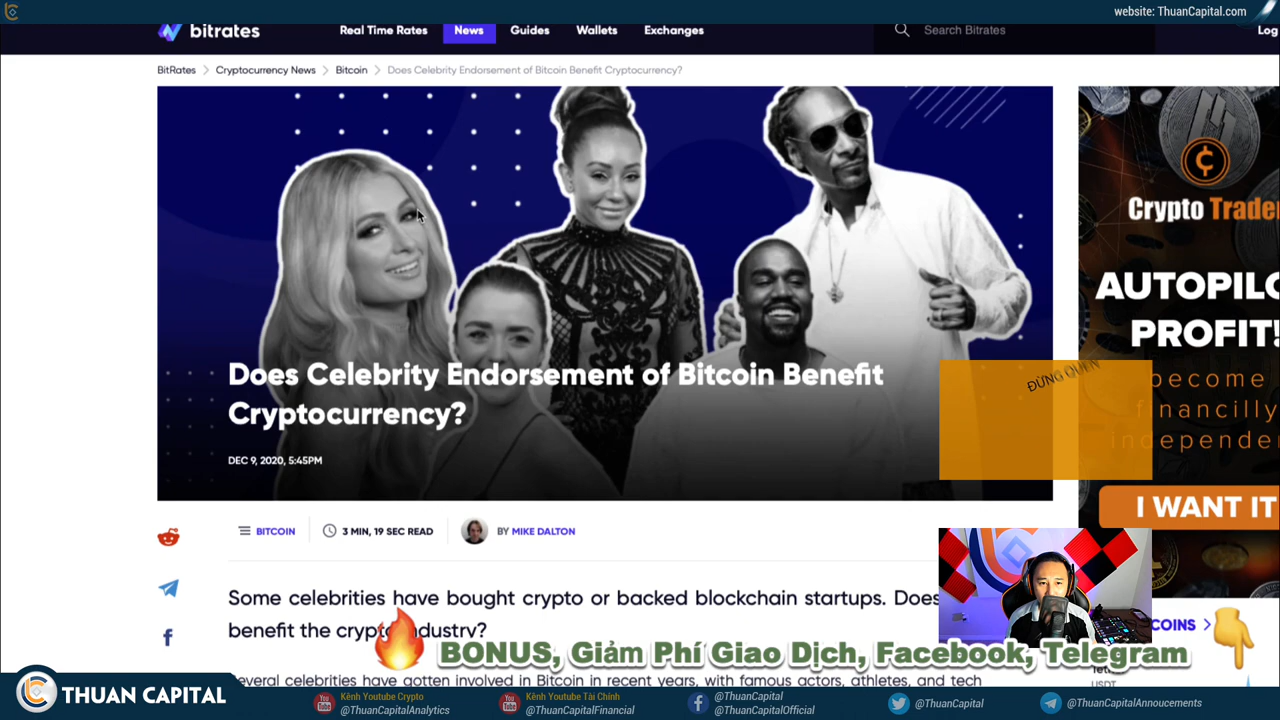 website: ThuanCapital.com
bitrates
Real Time Rates
News
Guides
Wallets
Exchanges
Search Bitrates
Log
BitRates > Cryptocurrency News > Bitcoin > Does Celebrity Endorsement of Bitcoin Benefit Cryptocurrency?
Does Celebrity Endorsement of Bitcoin Benefit
Cryptocurrency?
DEC 9, 2020, 5:45PM
Crypto Trader
AUTOPILO
PROFIT!
become
financilly
independe
I WANT IT
ĐỪNG QUÊN
BITCOIN
3 MIN, 19 SEC READ
BY MIKE DALTON
Some celebrities have bought crypto or backed blockchain startups. Does
benefit the crypto industry?
COINS >
BONUS, Giảm Phí Giao Dịch, Facebook, Telegram
Several celebrities have gotten involved in Bitcoin in recent years, with famous actors, athletes, and tech
USDT
THUAN CAPITAL
Kênh Youtube Crypto
@ThuanCapitalAnalytics
Kênh Youtube Tài Chính
@ThuanCapitalFinancial
@ThuanCapital
@ThuanCapitalOfficial
@ThuanCapital
@ThuanCapitalAnnoucements